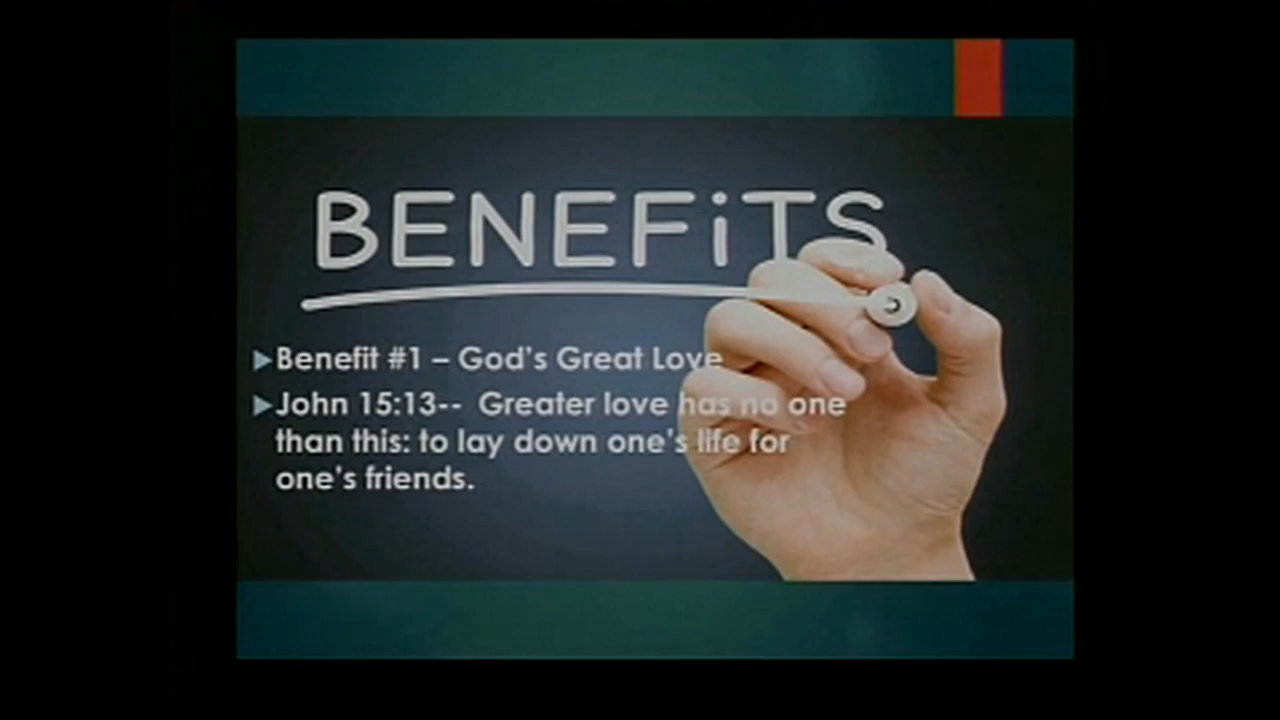 BENEFiTS
Benefit #1 – God's Great Love
John 15:13-- Greater love has no one
than this: to lay down one's life for
one's friends.